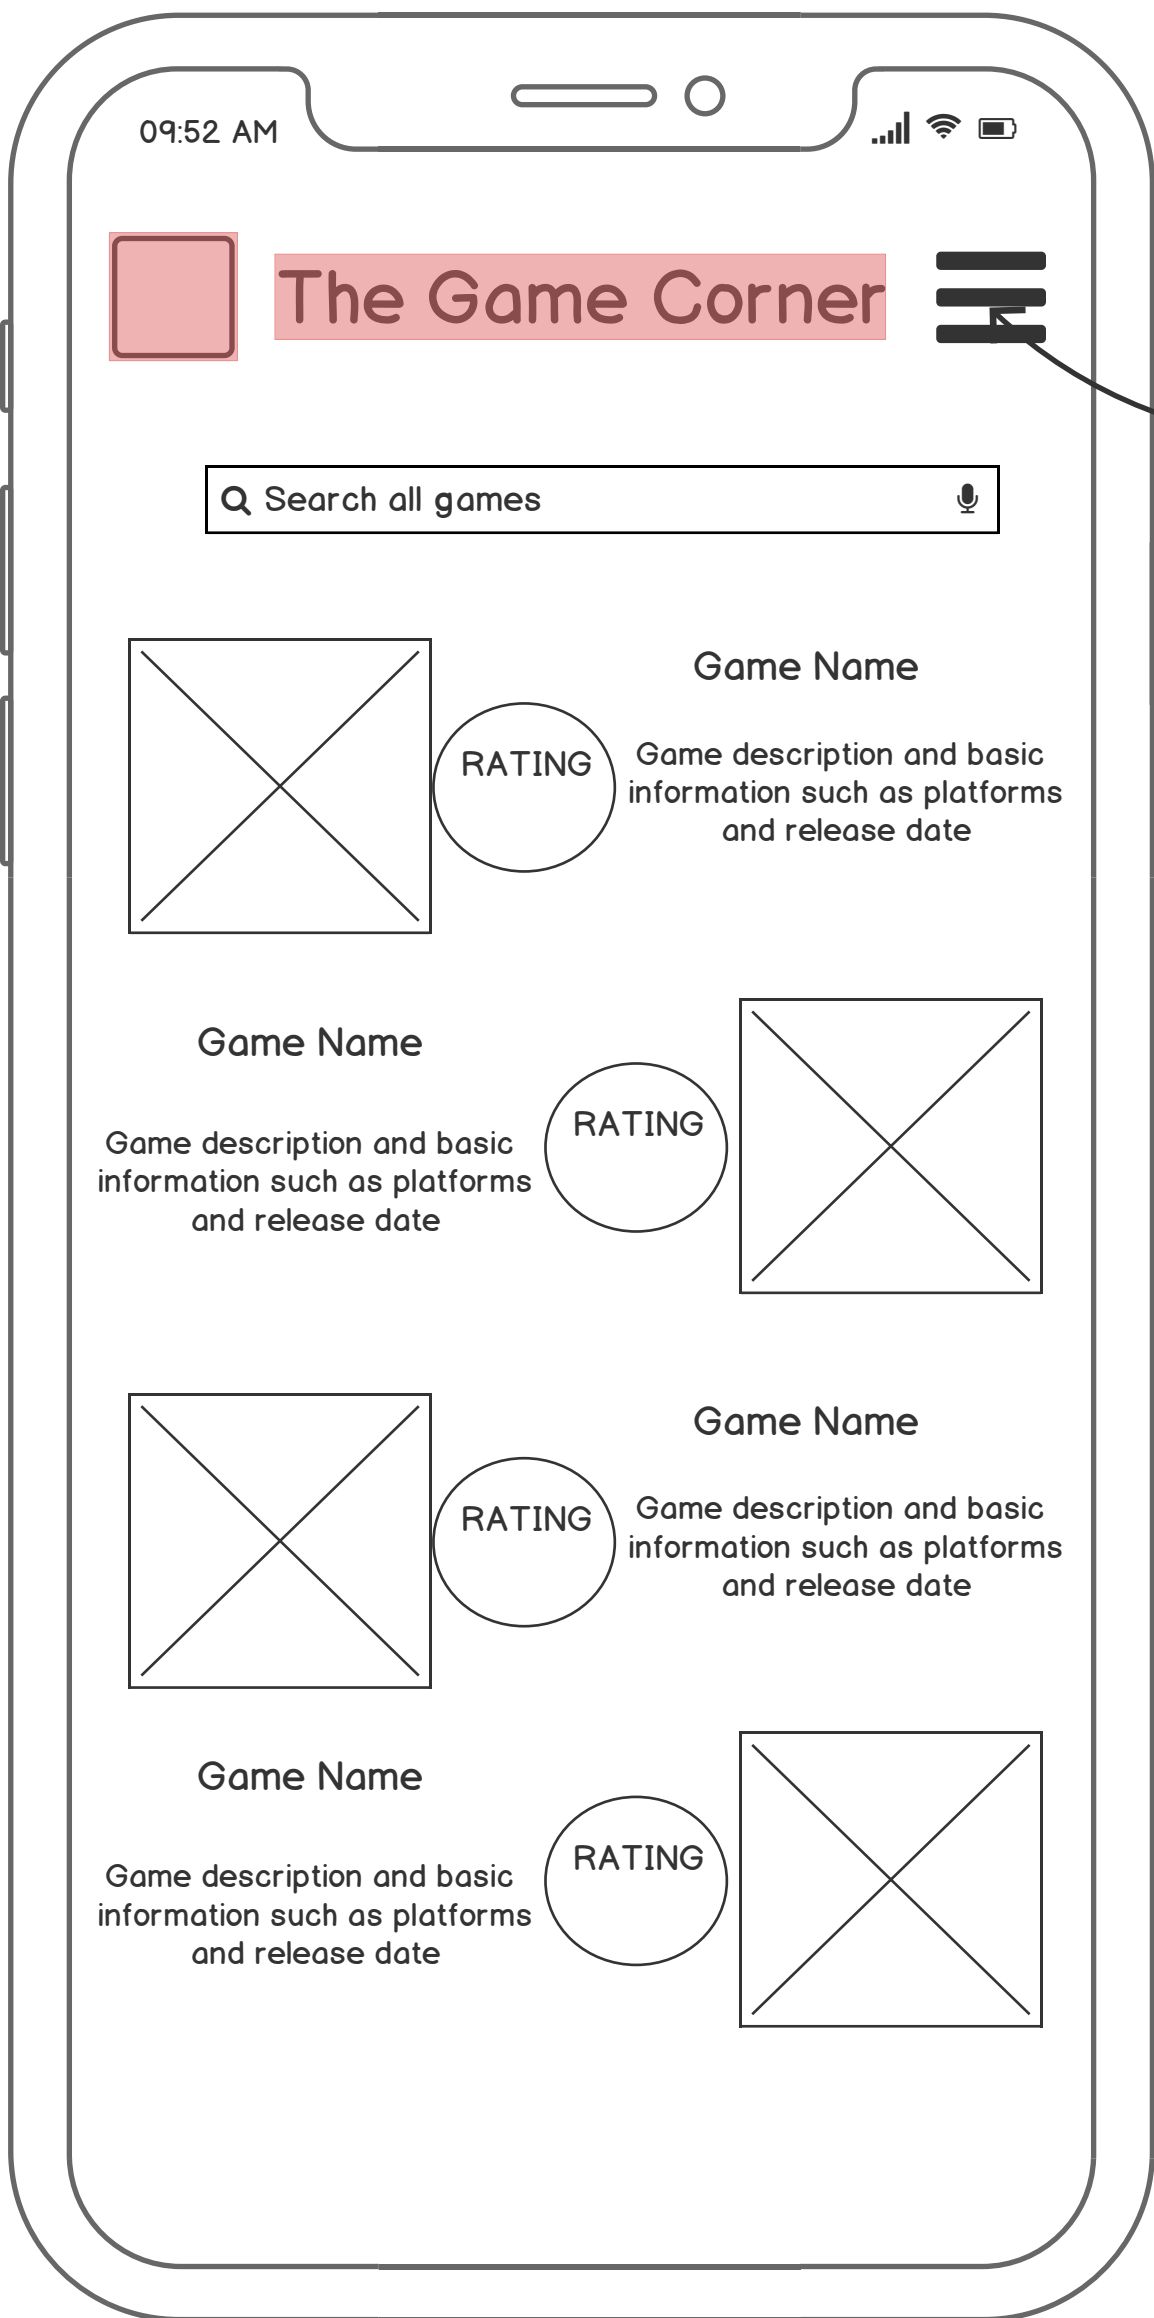 09:52 AM
The Game Corner
Search all games
Game Name
RATING
Game description and basic
information such as platforms
and release date
Game Name
RATING
Game description and basic
information such as platforms
and release date
Game Name
RATING
Game description and basic
information such as platforms
and release date
Game Name
RATING
Game description and basic
information such as platforms
and release date